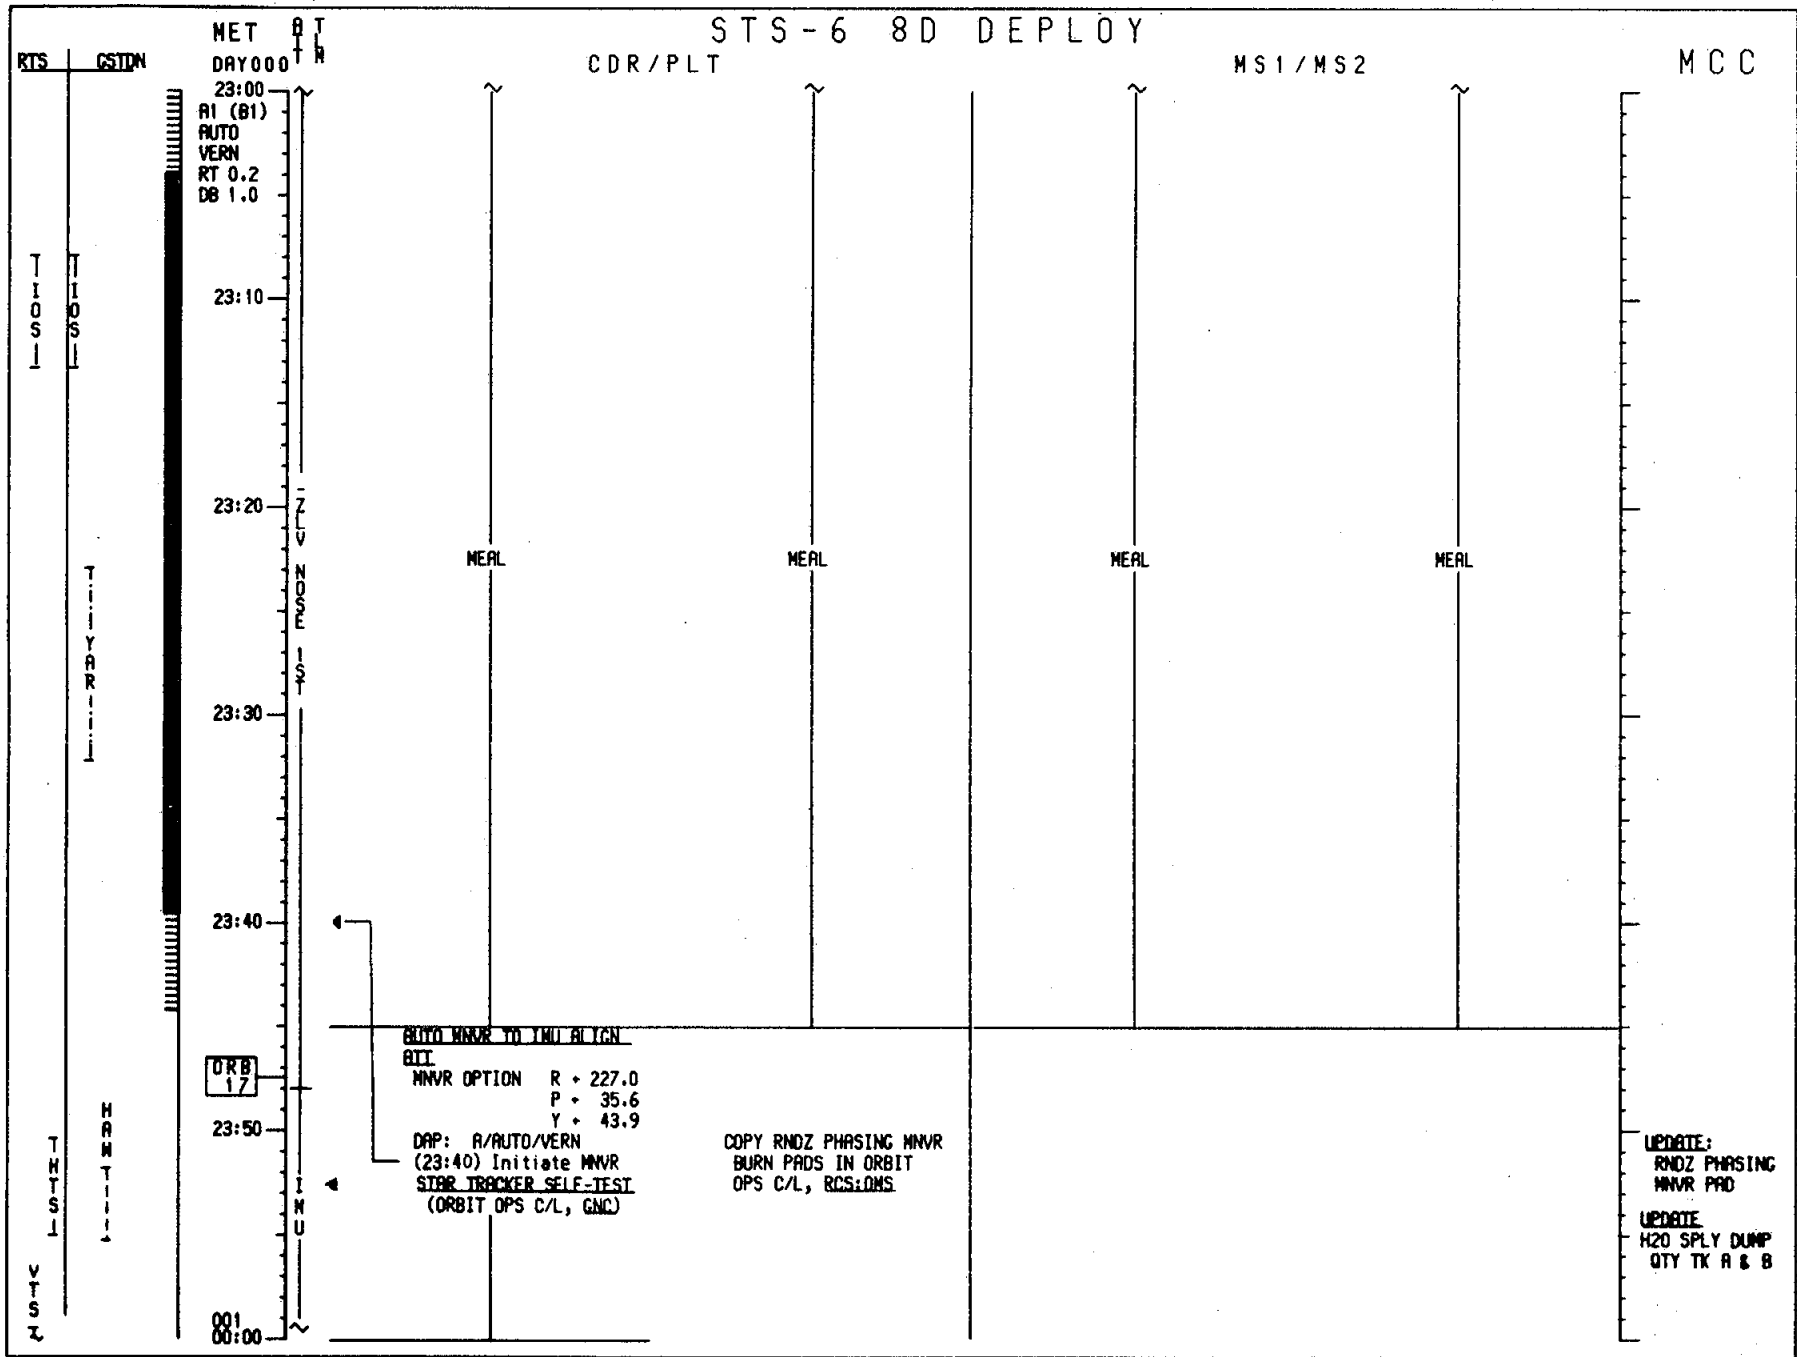 STS-6 8D DEPLOY
RTS GSTDN MET ATT TLM CDR/PLT MS1/MS2 MCC
DAY000
23:00
A1 (B1)
AUTO
VERN
RT 0.2
DB 1.0
IOS
IOS
23:10
23:20
-ZLV NOSE 1ST
MEAL MEAL MEAL MEAL
YAR
23:30
23:40
AUTO MNVR TO IMU ALIGN
ATT
MNVR OPTION R + 227.0
P + 35.6
Y + 43.9
ORB
17
23:50
HAW
DAP: A/AUTO/VERN
(23:40) Initiate MNVR
STAR TRACKER SELF-TEST
(ORBIT OPS C/L, GNC)
COPY RNDZ PHASING MNVR
BURN PADS IN ORBIT
OPS C/L, RCS:OMS
UPDATE:
RNDZ PHASING
MNVR PAD
UPDATE
H2O SPLY DUMP
QTY TK A & B
HTS
IMU
VTS
001
00:00